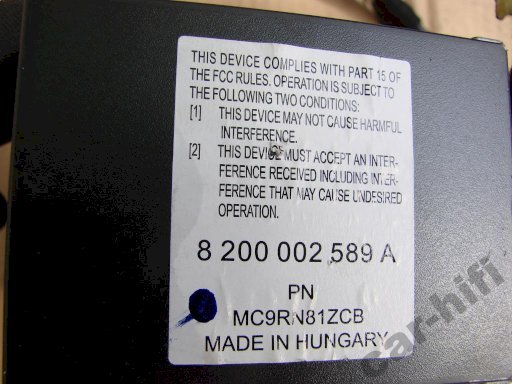 THIS DEVICE COMPLIES WITH PART 15 OF
THE FCC RULES. OPERATION IS SUBJECT TO
THE FOLLOWING TWO CONDITIONS:
[1] THIS DEVICE MAY NOT CAUSE HARMFUL
INTERFERENCE.
[2] THIS DEVICE MUST ACCEPT AN INTER-
FERENCE RECEIVED INCLUDING INTER-
FERENCE THAT MAY CAUSE UNDESIRED
OPERATION.
8 200 002 589 A
PN
MC9RN81ZCB
MADE IN HUNGARY
car-hifi